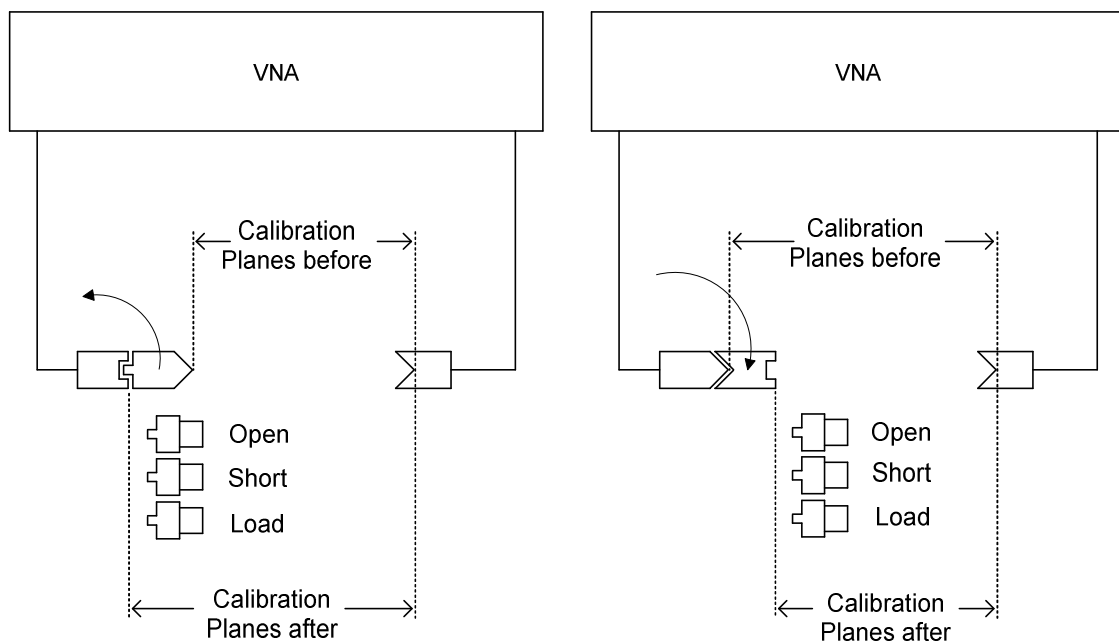 VNA
Calibration
Planes before
Open
Short
Load
Calibration
Planes after
VNA
Calibration
Planes before
Open
Short
Load
Calibration
Planes after